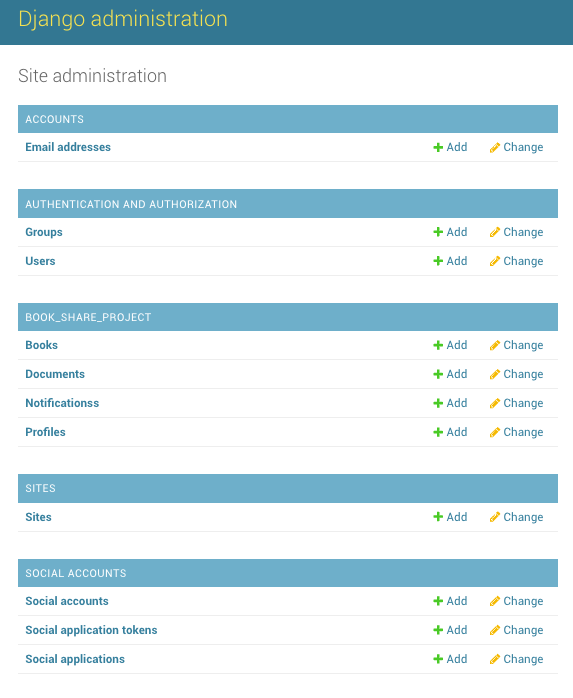 Django administration
Site administration
ACCOUNTS
Email addresses Add Change
AUTHENTICATION AND AUTHORIZATION
Groups Add Change
Users Add Change
BOOK_SHARE_PROJECT
Books Add Change
Documents Add Change
Notificationss Add Change
Profiles Add Change
SITES
Sites Add Change
SOCIAL ACCOUNTS
Social accounts Add Change
Social application tokens Add Change
Social applications Add Change